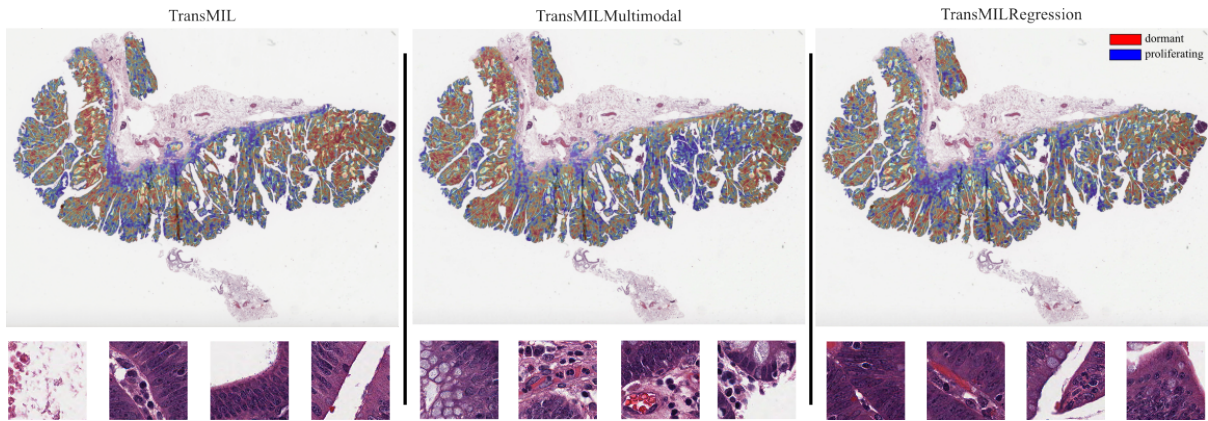 TransMIL
TransMILMultimodal
TransMILRegression
dormant
proliferating